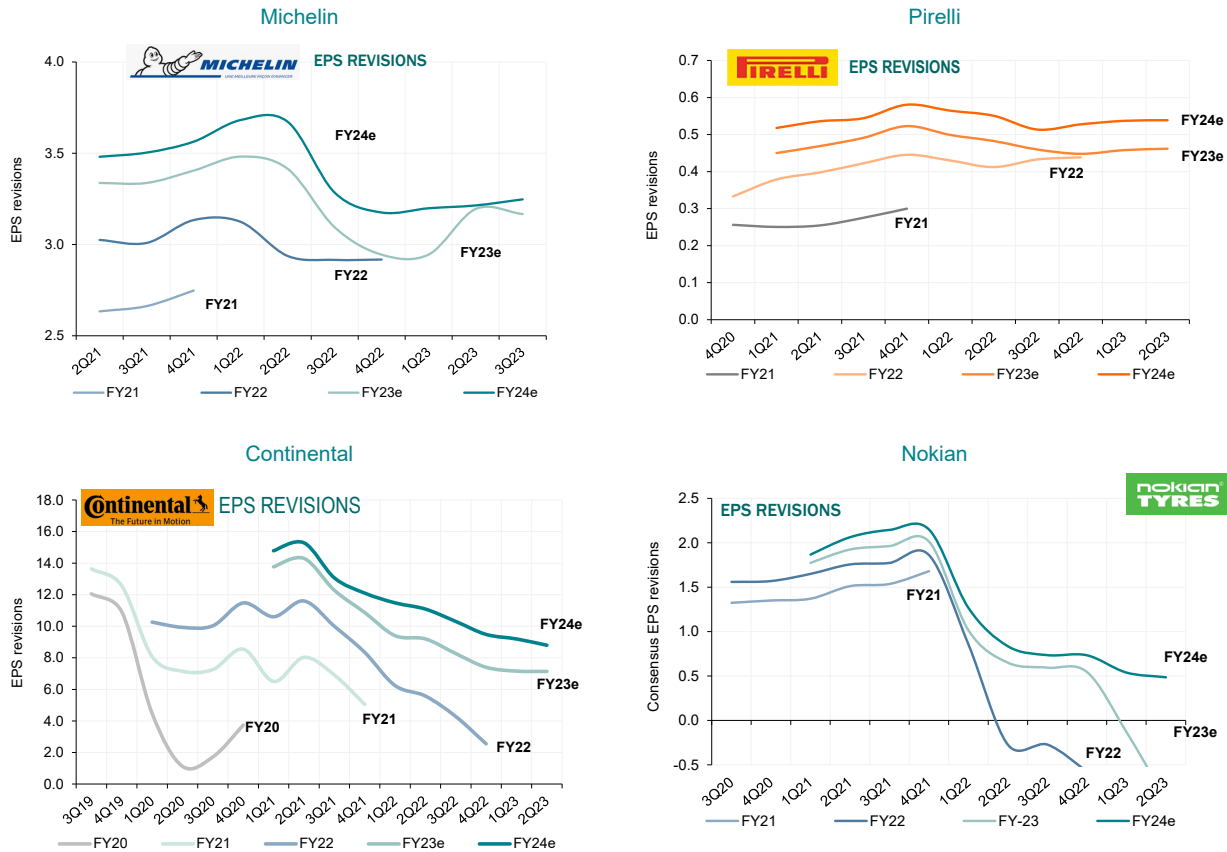 Michelin
MICHELIN
UNE MEILLEURE FAÇON D'AVANCER
EPS REVISIONS
EPS revisions
4.0
3.5
3.0
2.5
FY24e
FY23e
FY22
FY21
2Q21 3Q21 4Q21 1Q22 2Q22 3Q22 4Q22 1Q23 2Q23 3Q23
FY21 FY22 FY23e FY24e
Pirelli
PIRELLI
EPS REVISIONS
EPS revisions
0.7
0.6
0.5
0.4
0.3
0.2
0.1
0.0
FY24e
FY23e
FY22
FY21
4Q20 1Q21 2Q21 3Q21 4Q21 1Q22 2Q22 3Q22 4Q22 1Q23 2Q23
FY21 FY22 FY23e FY24e
Continental
Continental
The Future in Motion
EPS REVISIONS
EPS revisions
18.0
16.0
14.0
12.0
10.0
8.0
6.0
4.0
2.0
0.0
FY24e
FY23e
FY21
FY20
FY22
3Q19 4Q19 1Q20 2Q20 3Q20 4Q20 1Q21 2Q21 3Q21 4Q21 1Q22 2Q22 3Q22 4Q22 1Q23 2Q23
FY20 FY21 FY22 FY23e FY24e
Nokian
nokian
TYRES
EPS REVISIONS
Consensus EPS revisions
2.5
2.0
1.5
1.0
0.5
0.0
-0.5
FY21
FY24e
FY23e
FY22
3Q20 4Q20 1Q21 2Q21 3Q21 4Q21 1Q22 2Q22 3Q22 4Q22 1Q23 2Q23
FY21 FY22 FY-23 FY24e